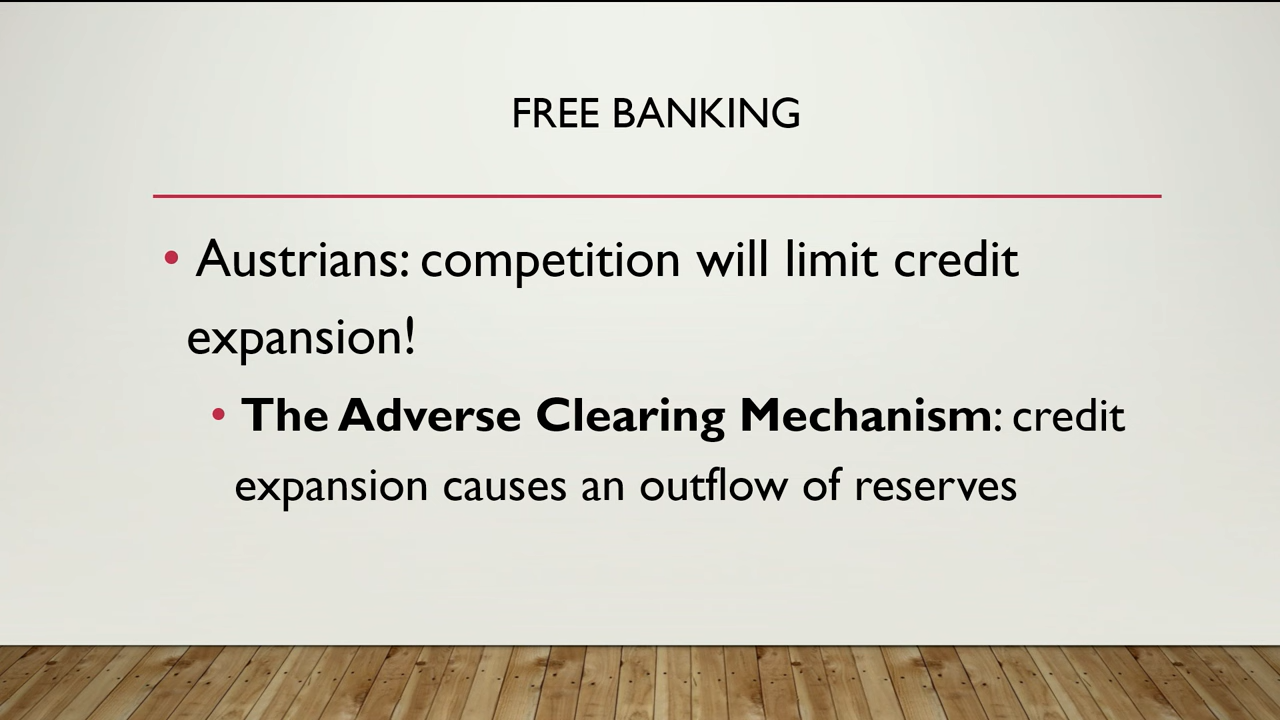 FREE BANKING
• Austrians: competition will limit credit
expansion!
• The Adverse Clearing Mechanism: credit
expansion causes an outflow of reserves